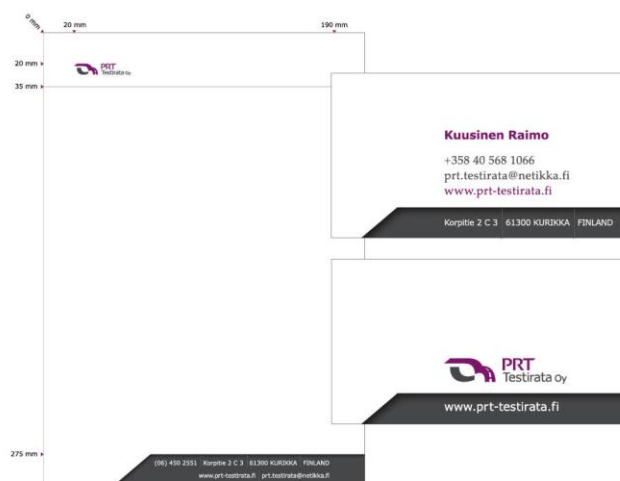 0 mm
20 mm
190 mm
20 mm
35 mm
PRT
Testirata Oy
Kuusinen Raimo
+358 40 568 1066
prt.testirata@netikka.fi
www.prt-testirata.fi
Korpitie 2 C 3 61300 KURIKKA FINLAND
PRT
Testirata Oy
www.prt-testirata.fi
275 mm
(06) 450 2551 Korpitie 2 C 3 61300 KURIKKA FINLAND
www.prt-testirata.fi prt.testirata@netikka.fi